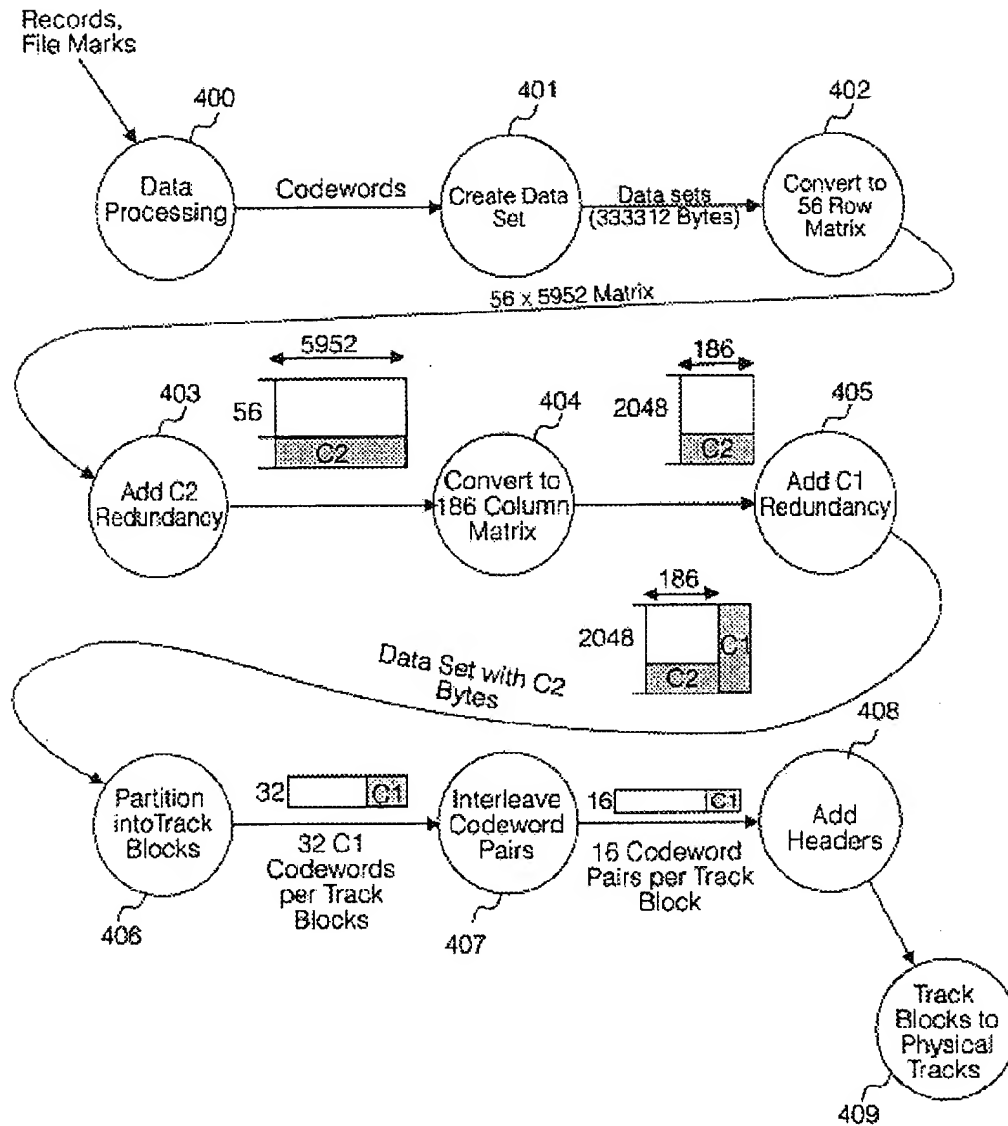 Records,
File Marks
400
401
402
Data
Processing
Codewords
Create Data
Set
Data sets
(333312 Bytes)
Convert to
56 Row
Matrix
56 x 5952 Matrix
5952
186
403
56
C2
404
2048
C2
405
Add C2
Redundancy
Convert to
186 Column
Matrix
Add C1
Redundancy
186
2048
C1
C2
Data Set with C2
Bytes
408
Partition
intoTrack
Blocks
32
C1
32 C1
Codewords
per Track
Blocks
Interleave
Codeword
Pairs
16
C1
16 Codeword
Pairs per Track
Block
Add
Headers
406
407
Track
Blocks to
Physical
Tracks
409